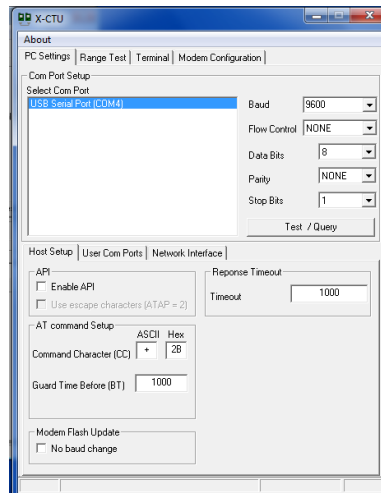 X-CTU
About
PC Settings Range Test Terminal Modem Configuration
Com Port Setup
Select Com Port
USB Serial Port (COM4)
Baud 9600
Flow Control NONE
Data Bits 8
Parity NONE
Stop Bits 1
Test / Query
Host Setup User Com Ports Network Interface
API
Enable API
Use escape characters (ATAP = 2)
Reponse Timeout
Timeout 1000
AT command Setup
ASCII Hex
Command Character (CC) + 2B
Guard Time Before (BT) 1000
Modem Flash Update
No baud change